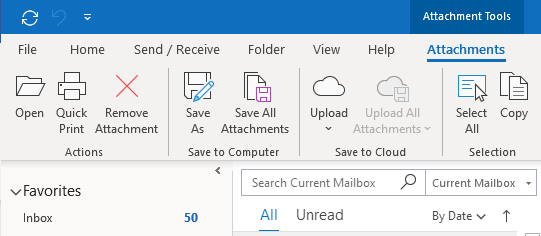 Attachment Tools
File Home Send / Receive Folder View Help Attachments
Open Quick Print Remove Attachment Save As Save All Attachments Upload Upload All Attachments Select All Copy
Actions Save to Computer Save to Cloud Selection
Favorites
Inbox 50
Search Current Mailbox Current Mailbox
All Unread By Date